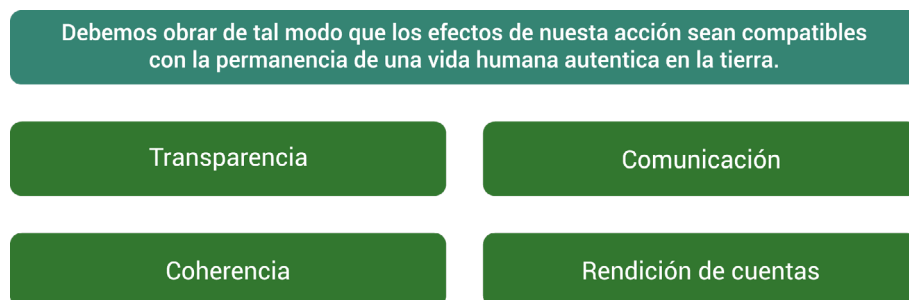 Debemos obrar de tal modo que los efectos de nuesta acción sean compatibles
con la permanencia de una vida humana autentica en la tierra.
Transparencia
Comunicación
Coherencia
Rendición de cuentas